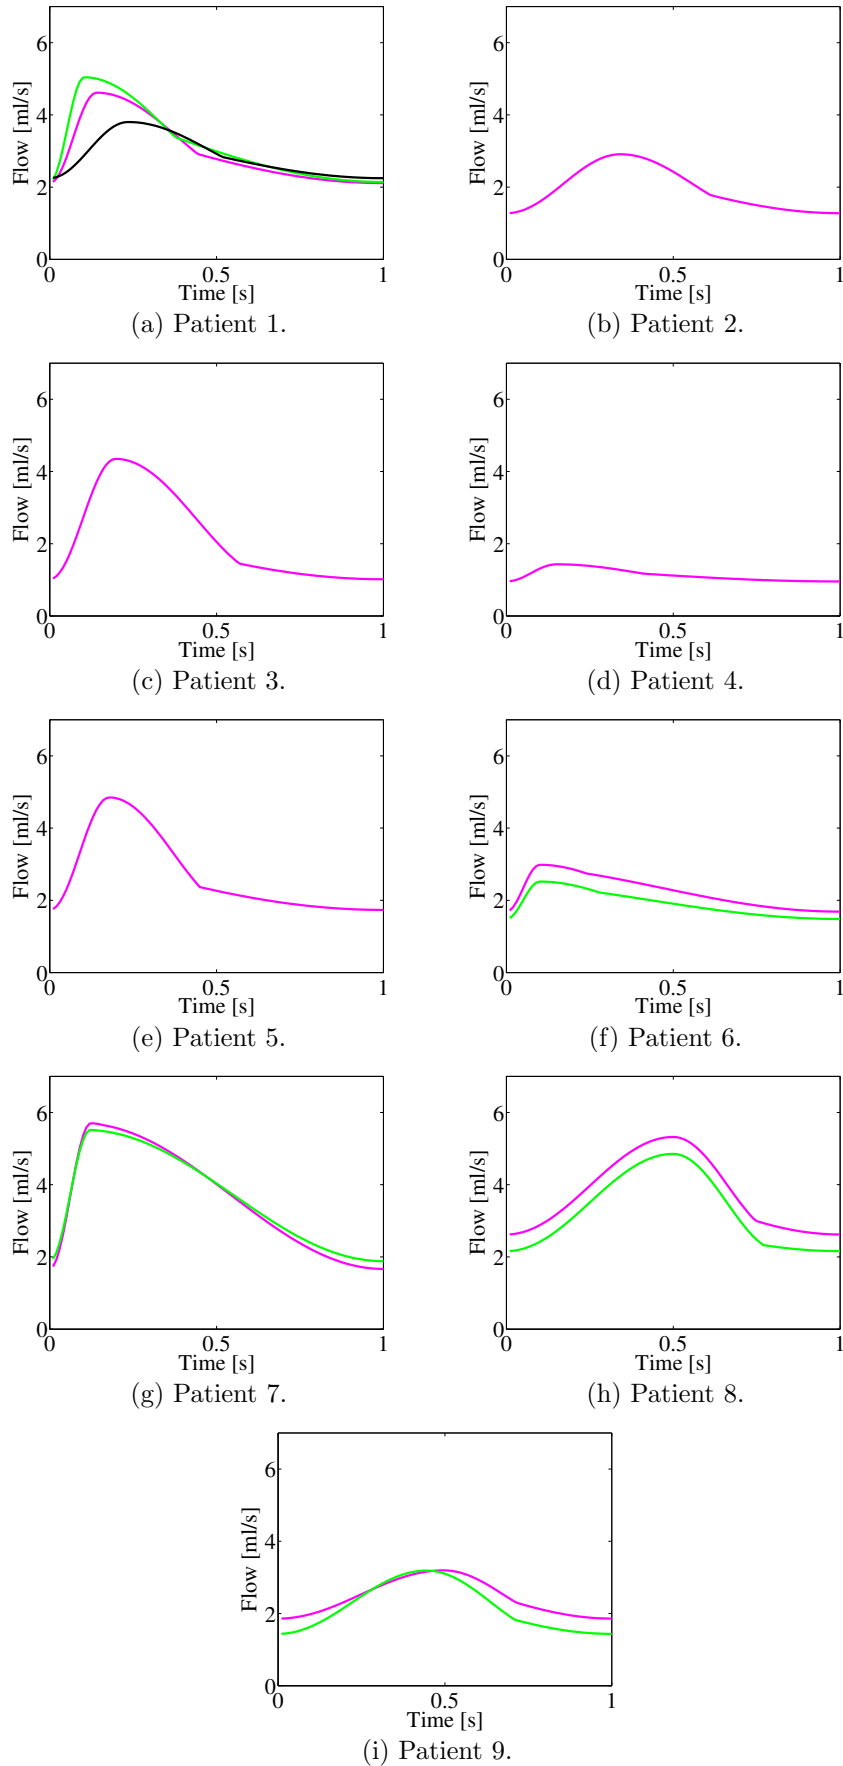 Flow [ml/s]
6
4
2
0
0 0.5 1
Time [s]
(a) Patient 1.
Flow [ml/s]
6
4
2
0
0 0.5 1
Time [s]
(b) Patient 2.
Flow [ml/s]
6
4
2
0
0 0.5 1
Time [s]
(c) Patient 3.
Flow [ml/s]
6
4
2
0
0 0.5 1
Time [s]
(d) Patient 4.
Flow [ml/s]
6
4
2
0
0 0.5 1
Time [s]
(e) Patient 5.
Flow [ml/s]
6
4
2
0
0 0.5 1
Time [s]
(f) Patient 6.
Flow [ml/s]
6
4
2
0
0 0.5 1
Time [s]
(g) Patient 7.
Flow [ml/s]
6
4
2
0
0 0.5 1
Time [s]
(h) Patient 8.
Flow [ml/s]
6
4
2
0
0 0.5 1
Time [s]
(i) Patient 9.